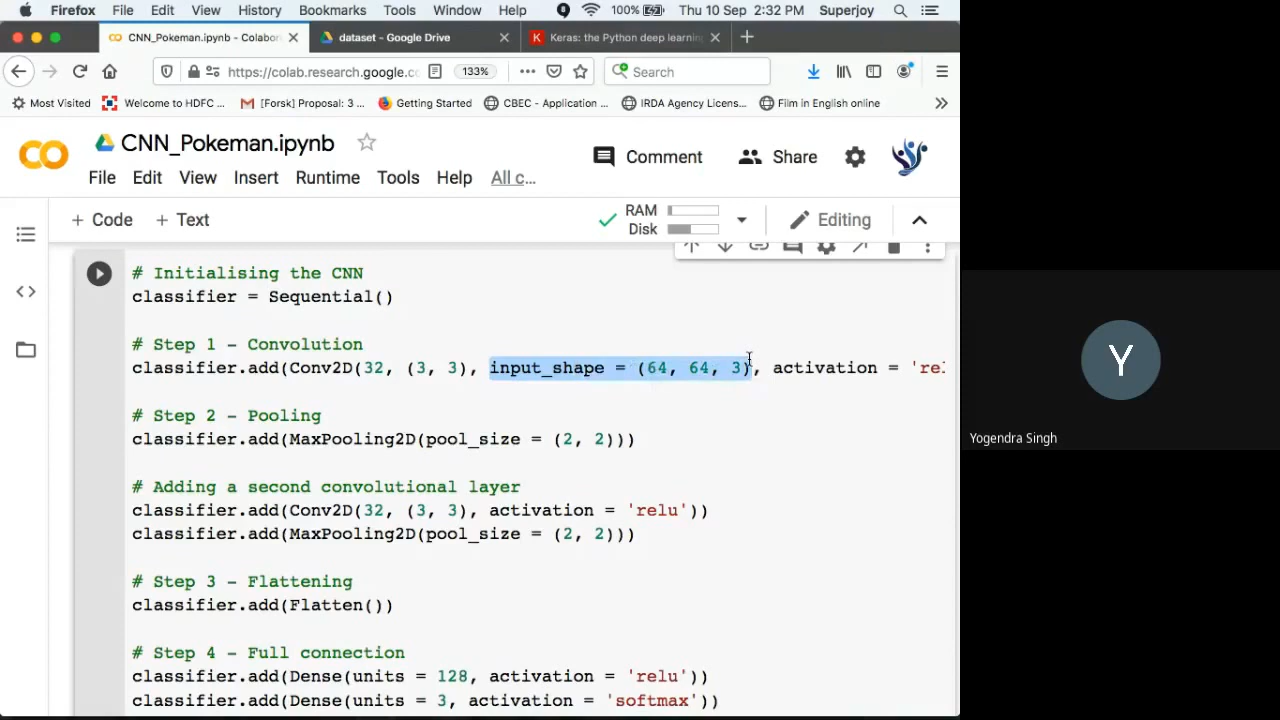 Firefox File Edit View History Bookmarks Tools Window Help 100% Thu 10 Sep 2:32 PM Superjoy
CNN_Pokeman.ipynb - Colabor
dataset - Google Drive
Keras: the Python deep learnin
https://colab.research.google.c 133% Search
Most Visited Welcome to HDFC ... [Forsk] Proposal: 3 ... Getting Started CBEC - Application ... IRDA Agency Licens... Film in English online
CNN_Pokeman.ipynb
Comment Share
File Edit View Insert Runtime Tools Help All c...
+ Code + Text RAM Disk Editing
# Initialising the CNN
classifier = Sequential()
# Step 1 - Convolution
classifier.add(Conv2D(32, (3, 3), input_shape = (64, 64, 3), activation = 'rel
# Step 2 - Pooling
classifier.add(MaxPooling2D(pool_size = (2, 2)))
# Adding a second convolutional layer
classifier.add(Conv2D(32, (3, 3), activation = 'relu'))
classifier.add(MaxPooling2D(pool_size = (2, 2)))
# Step 3 - Flattening
classifier.add(Flatten())
# Step 4 - Full connection
classifier.add(Dense(units = 128, activation = 'relu'))
classifier.add(Dense(units = 3, activation = 'softmax'))
Y
Yogendra Singh